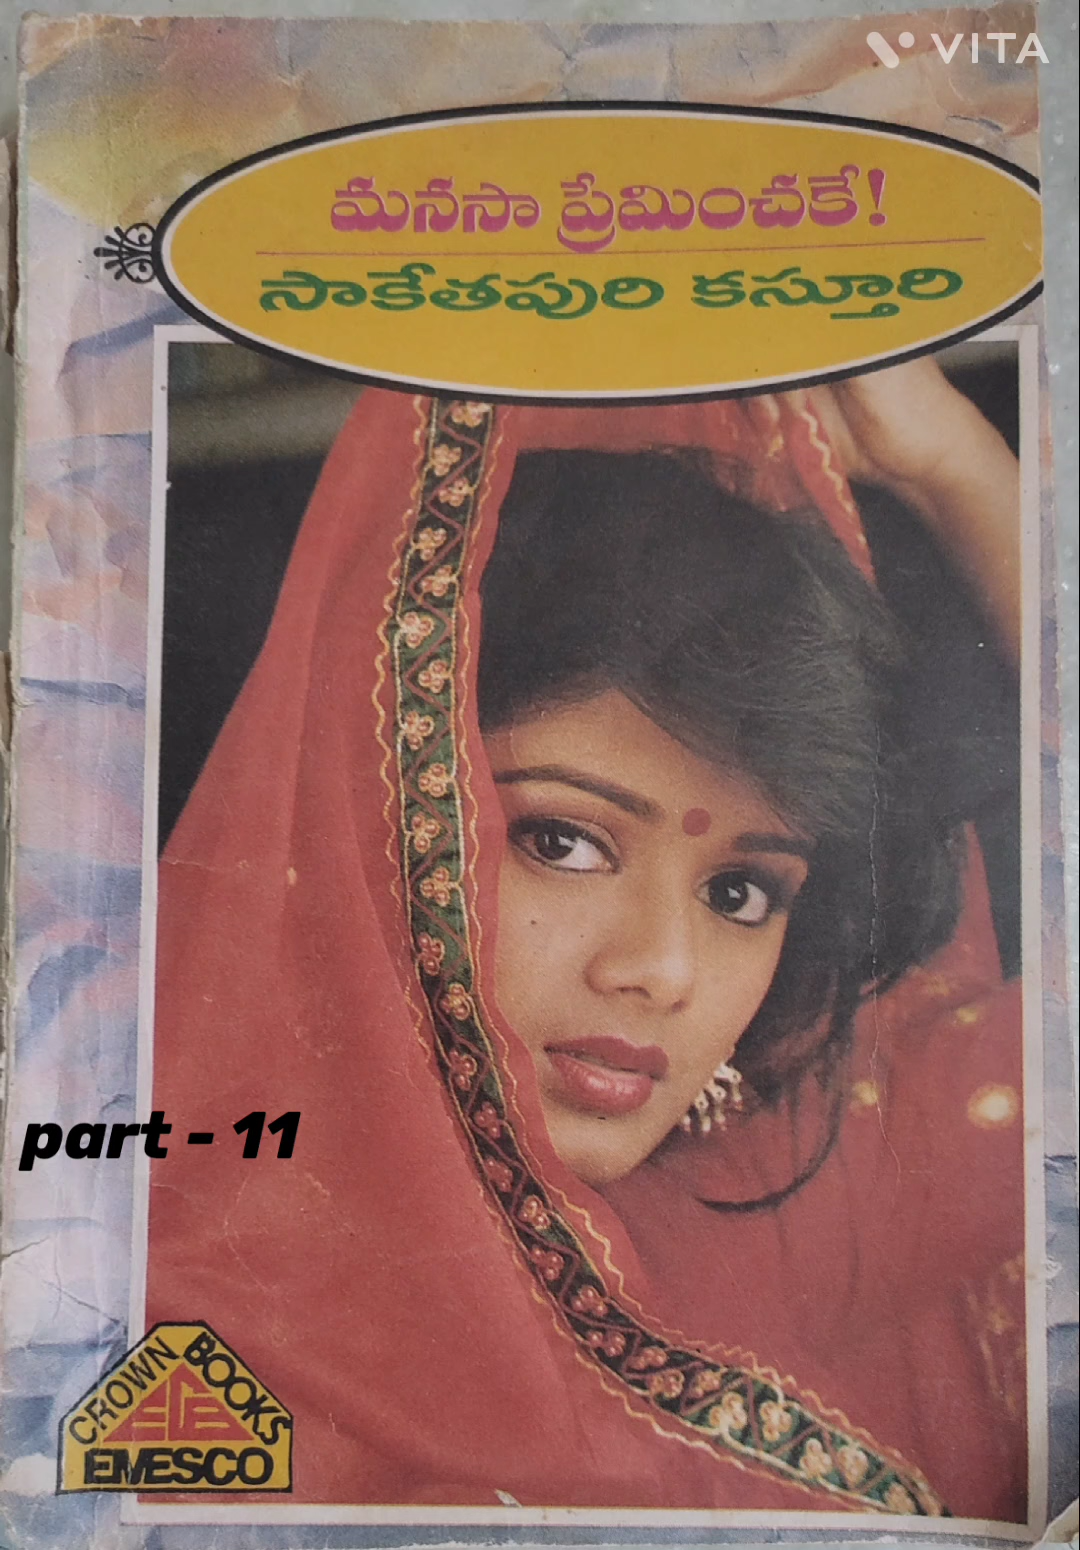 VITA
మనసా ప్రేమించకే!
సాకేతపురి కస్తూరి
part - 11
CROWN BOOKS
EMESCO